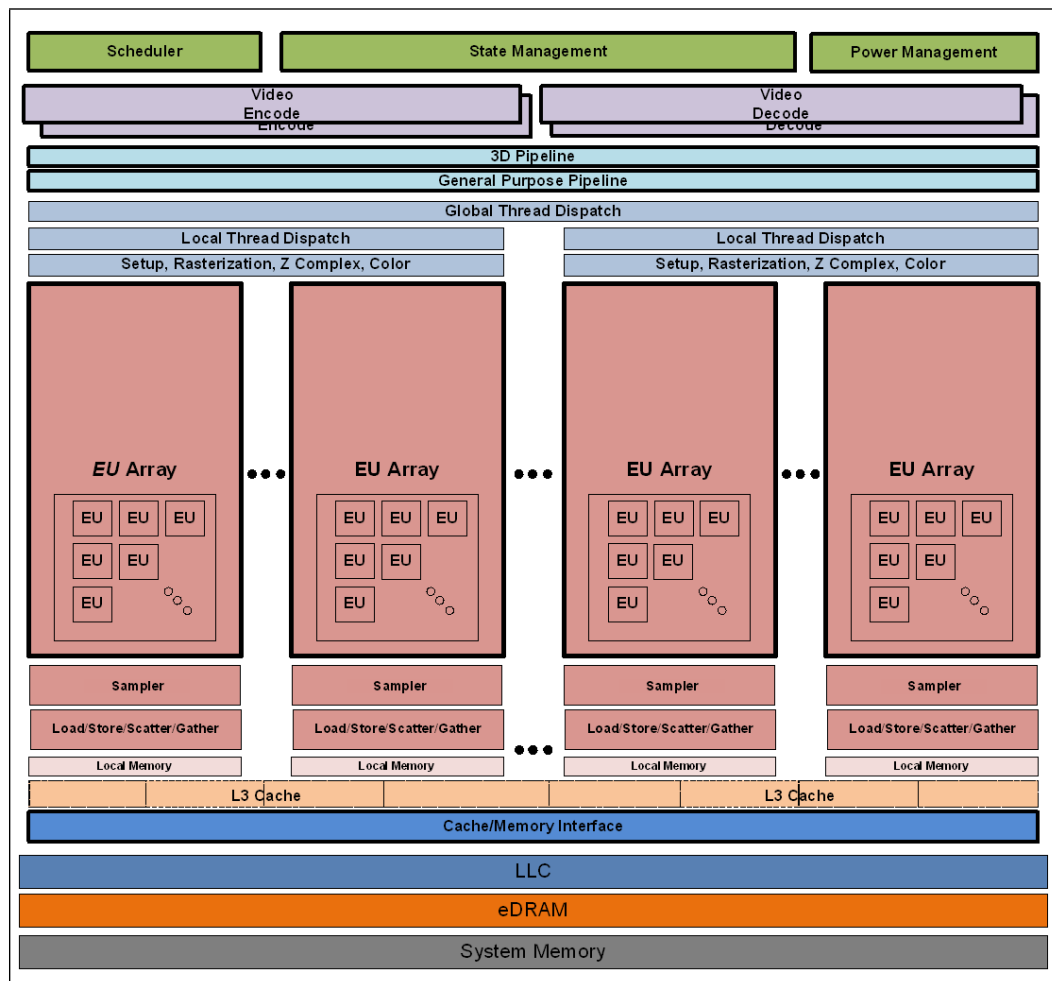 Scheduler
State Management
Power Management
Video
Encode
Encode
Video
Decode
Decode
3D Pipeline
General Purpose Pipeline
Global Thread Dispatch
Local Thread Dispatch
Local Thread Dispatch
Setup, Rasterization, Z Complex, Color
Setup, Rasterization, Z Complex, Color
EU Array
EU Array
EU Array
EU Array
EU EU EU
EU EU EU
EU EU EU
EU EU EU
EU EU
EU EU
EU EU
EU EU
EU
EU
EU
EU
Sampler
Sampler
Sampler
Sampler
Load/Store/Scatter/Gather
Load/Store/Scatter/Gather
Load/Store/Scatter/Gather
Load/Store/Scatter/Gather
Local Memory
Local Memory
Local Memory
Local Memory
L3 Cache
L3 Cache
Cache/Memory Interface
LLC
eDRAM
System Memory